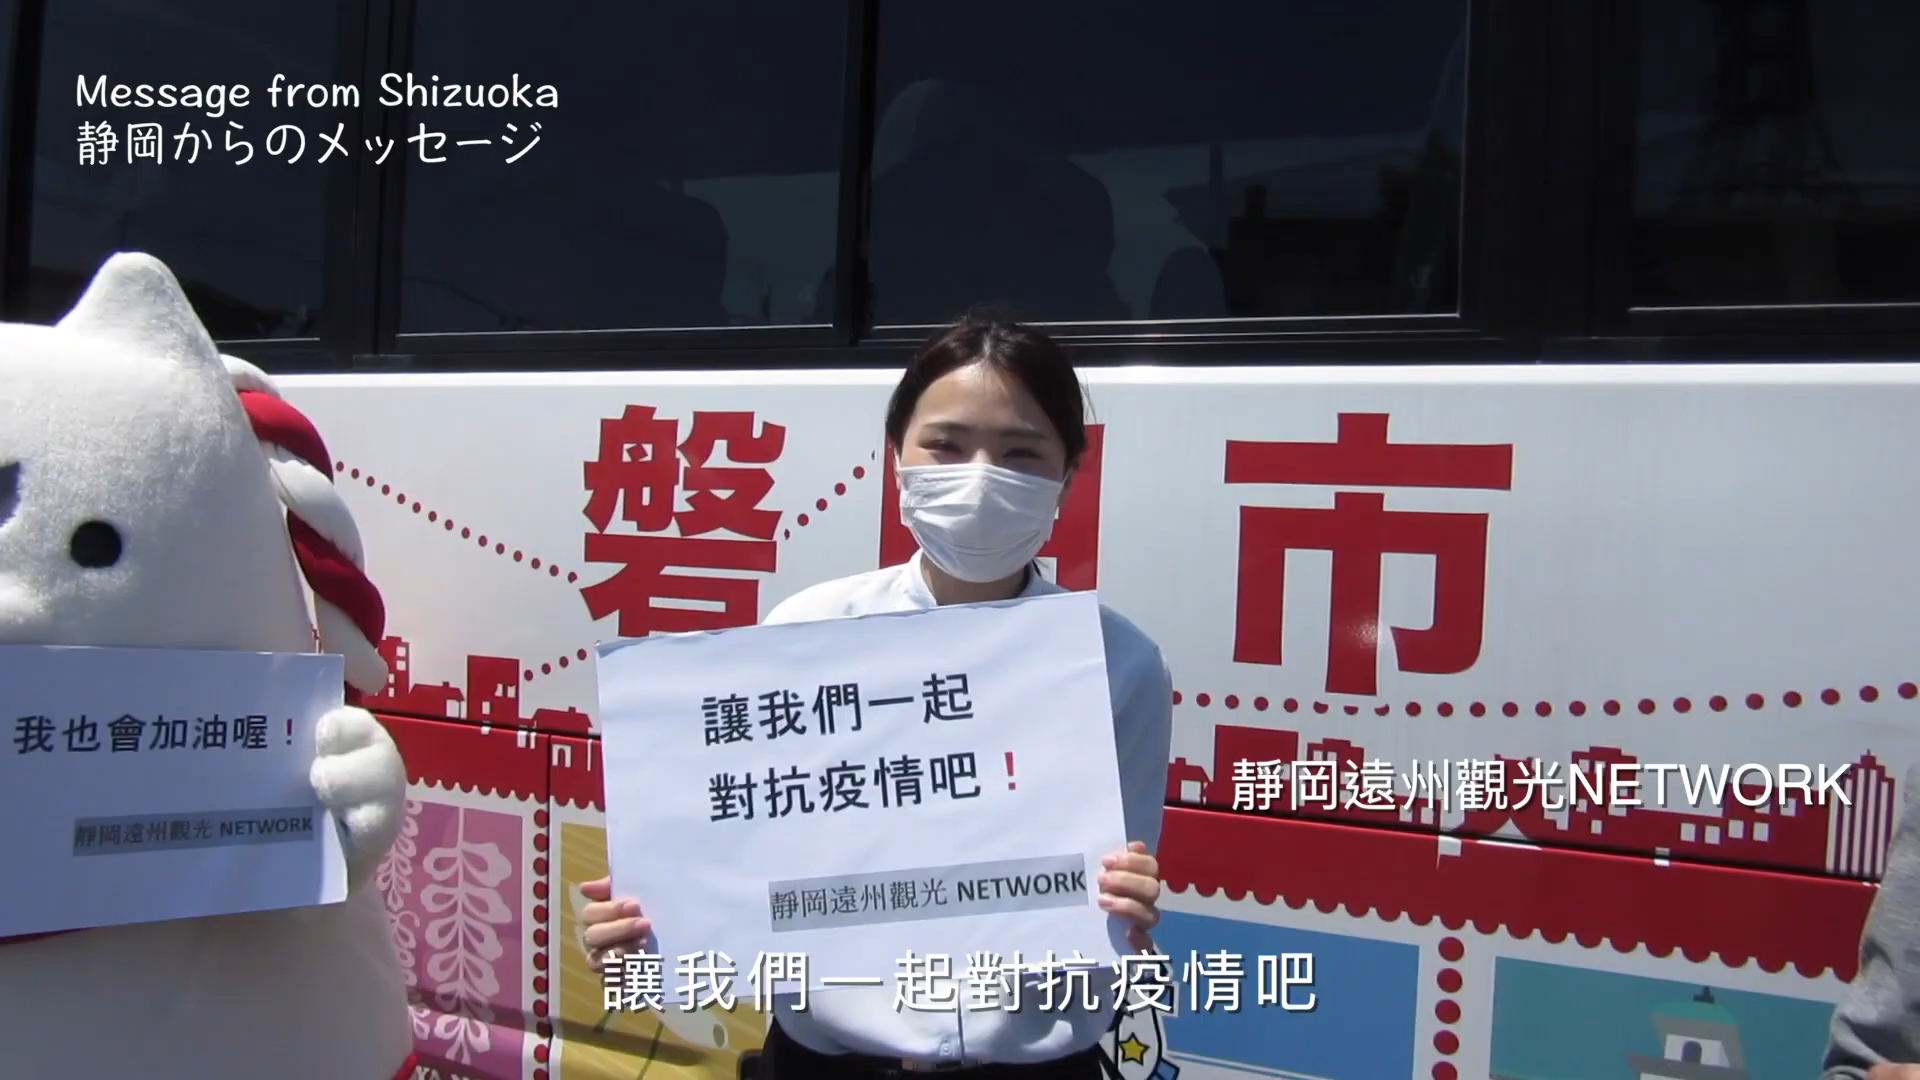 Message from Shizuoka
静岡からのメッセージ
磐田市
我也會加油喔！
靜岡遠州觀光 NETWORK
讓我們一起
對抗疫情吧！
靜岡遠州觀光 NETWORK
靜岡遠州觀光NETWORK
讓我們一起對抗疫情吧